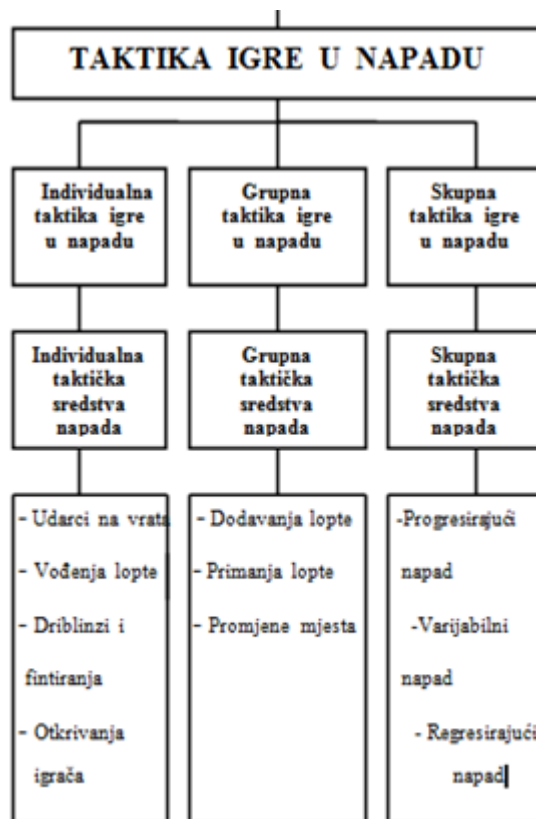 TAKTIKA IGRE U NAPADU
Individualna
taktika igre
u napadu
Grupna
taktika igre
u napadu
Skupna
taktika igre
u napadu
Individualna
taktička
sredstva
napada
Grupna
taktička
sredstva
napada
Skupna
taktička
sredstva
napada
- Udarci na vrata
- Vođenja lopte
- Driblinzi i
fintiranja
- Otkrivanja
igrača
- Dodavanja lopte
- Primanja lopte
- Promjene mjesta
-Progresirajući
napad
-Varijabilni
napad
- Regresirajući
napad